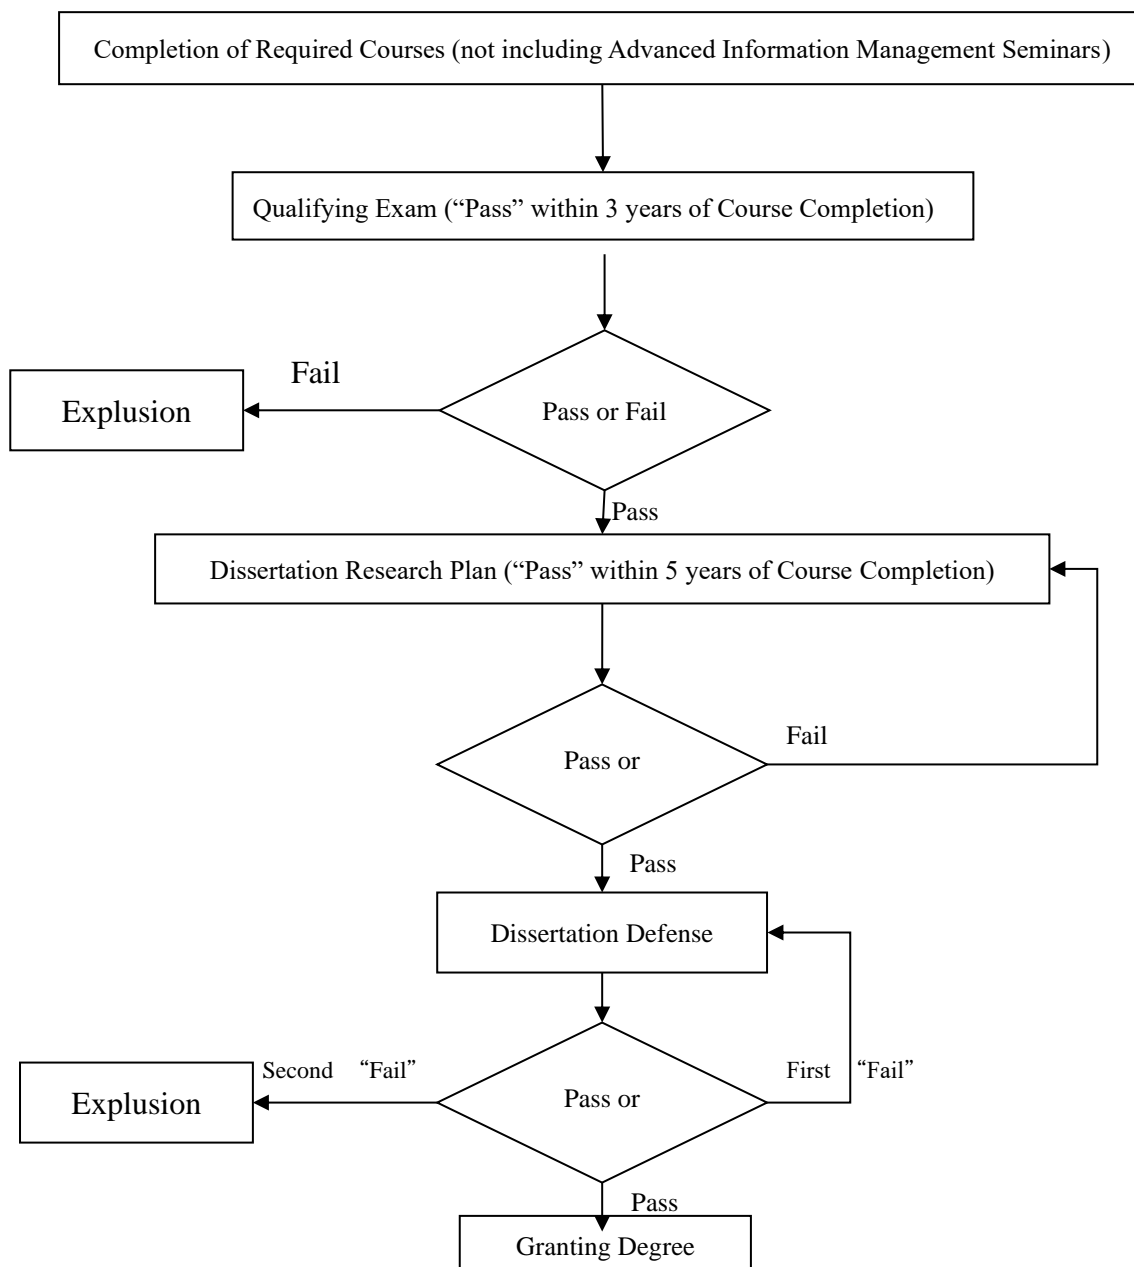 Completion of Required Courses (not including Advanced Information Management Seminars)
Qualifying Exam (“Pass” within 3 years of Course Completion)
Fail
Explusion
Pass or Fail
Pass
Dissertation Research Plan (“Pass” within 5 years of Course Completion)
Fail
Pass or
Pass
Dissertation Defense
Second “Fail”
First “Fail”
Explusion
Pass or
Pass
Granting Degree